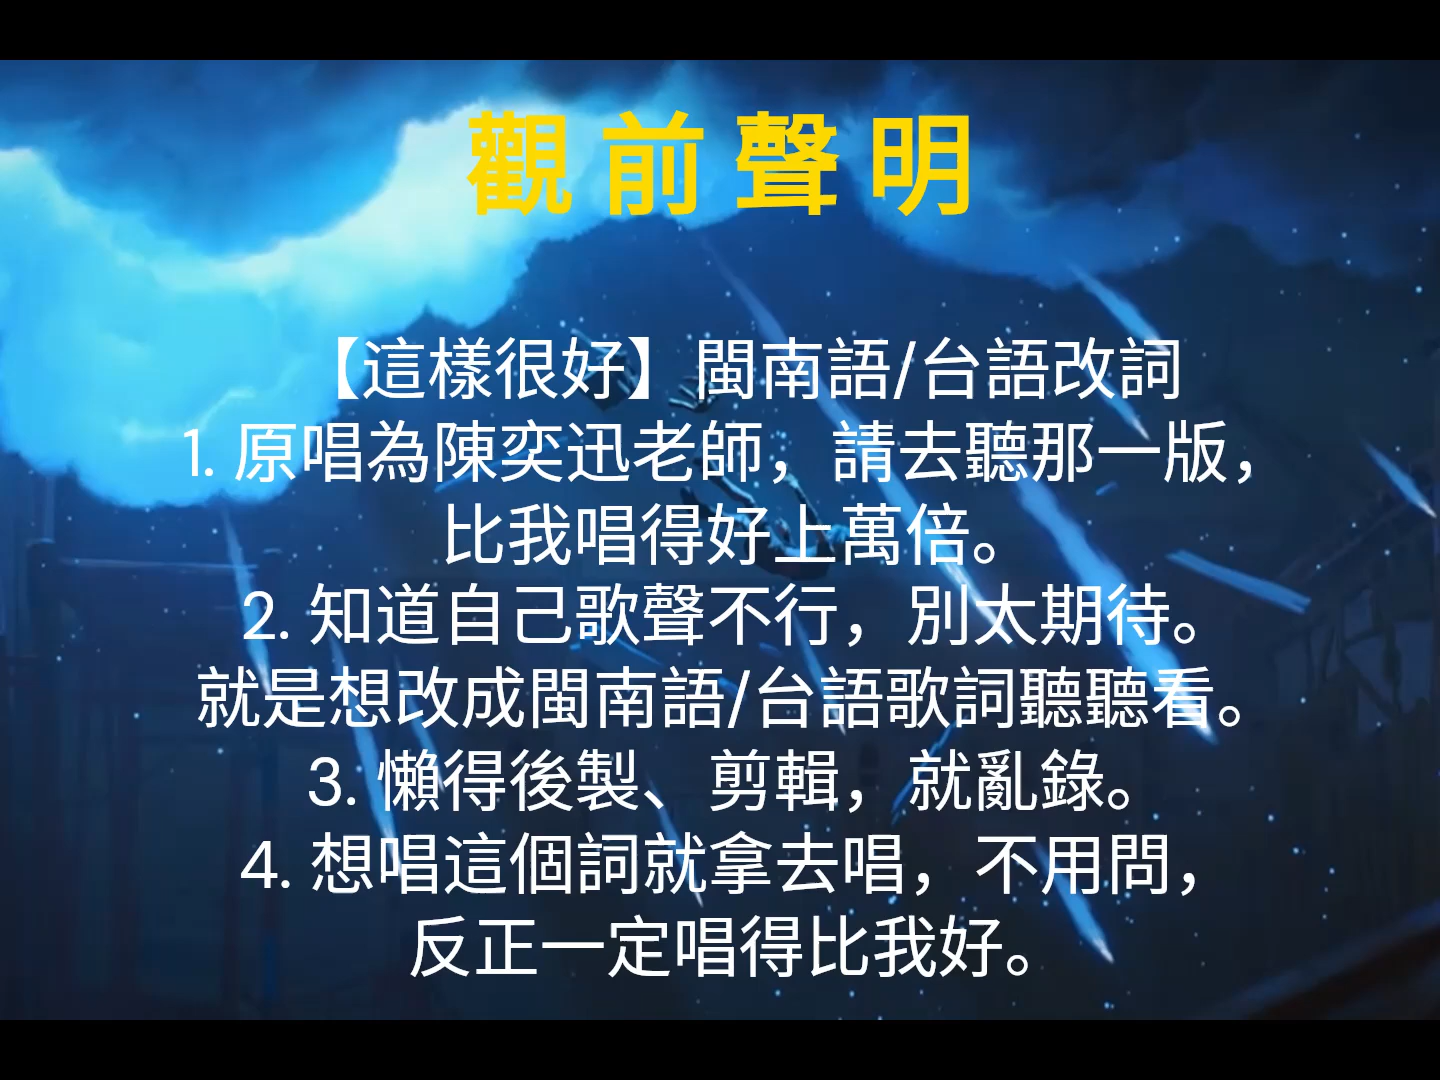 觀前聲明
【這樣很好】閩南語/台語改詞
1. 原唱為陳奕迅老師，請去聽那一版，
比我唱得好上萬倍。
2. 知道自己歌聲不行，別太期待。
就是想改成閩南語/台語歌詞聽聽看。
3. 懶得後製、剪輯，就亂錄。
4. 想唱這個詞就拿去唱，不用問，
反正一定唱得比我好。